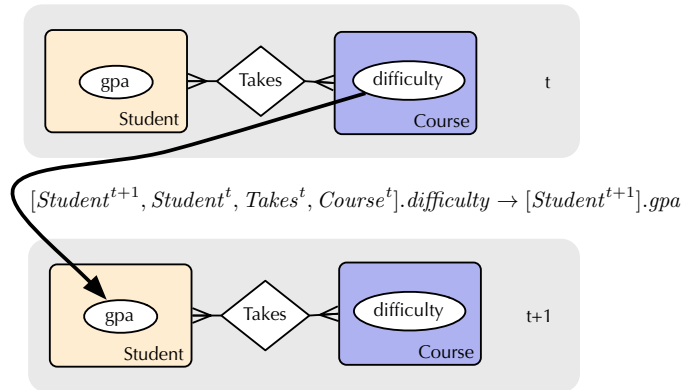 gpa Takes difficulty t
Student Course
[Student^{t+1}, Student^t, Takes^t, Course^t].difficulty → [Student^{t+1}].gpa
gpa Takes difficulty t+1
Student Course